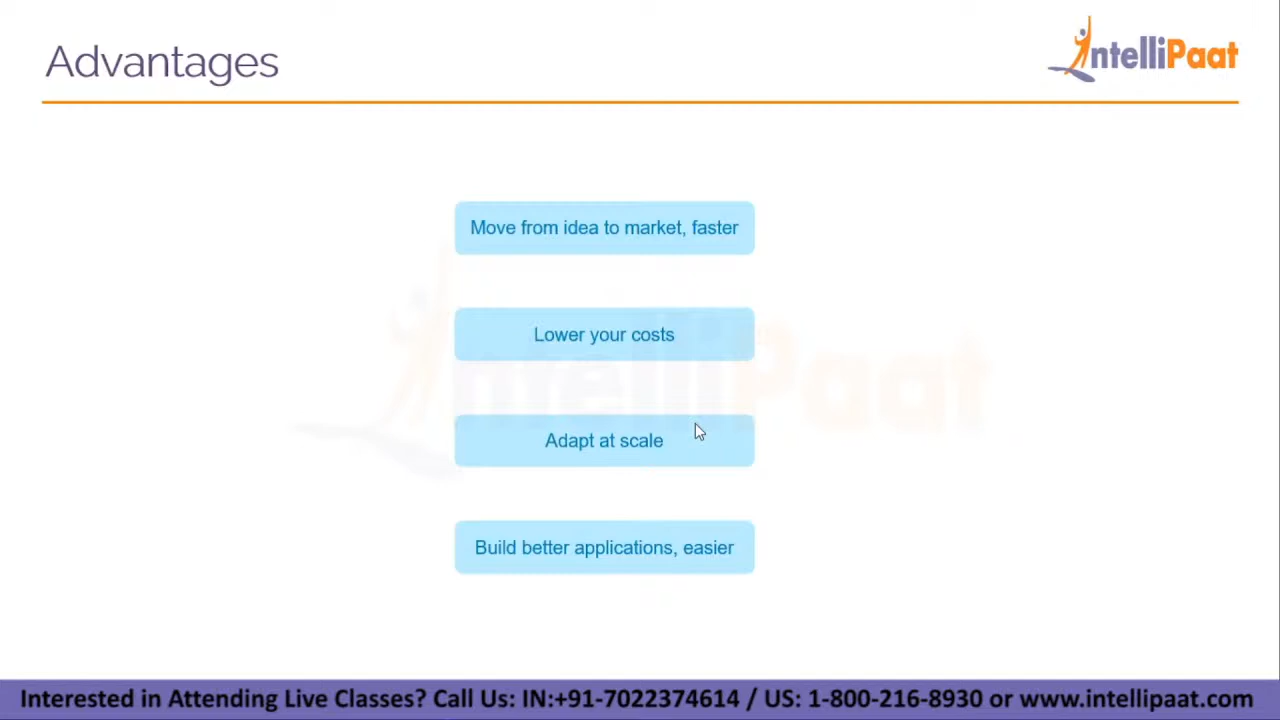 Advantages
IntelliPaat
Move from idea to market, faster
Lower your costs
IntelliPaat
Adapt at scale
Build better applications, easier
Interested in Attending Live Classes? Call Us: IN:+91-7022374614 / US: 1-800-216-8930 or www.intellipaat.com